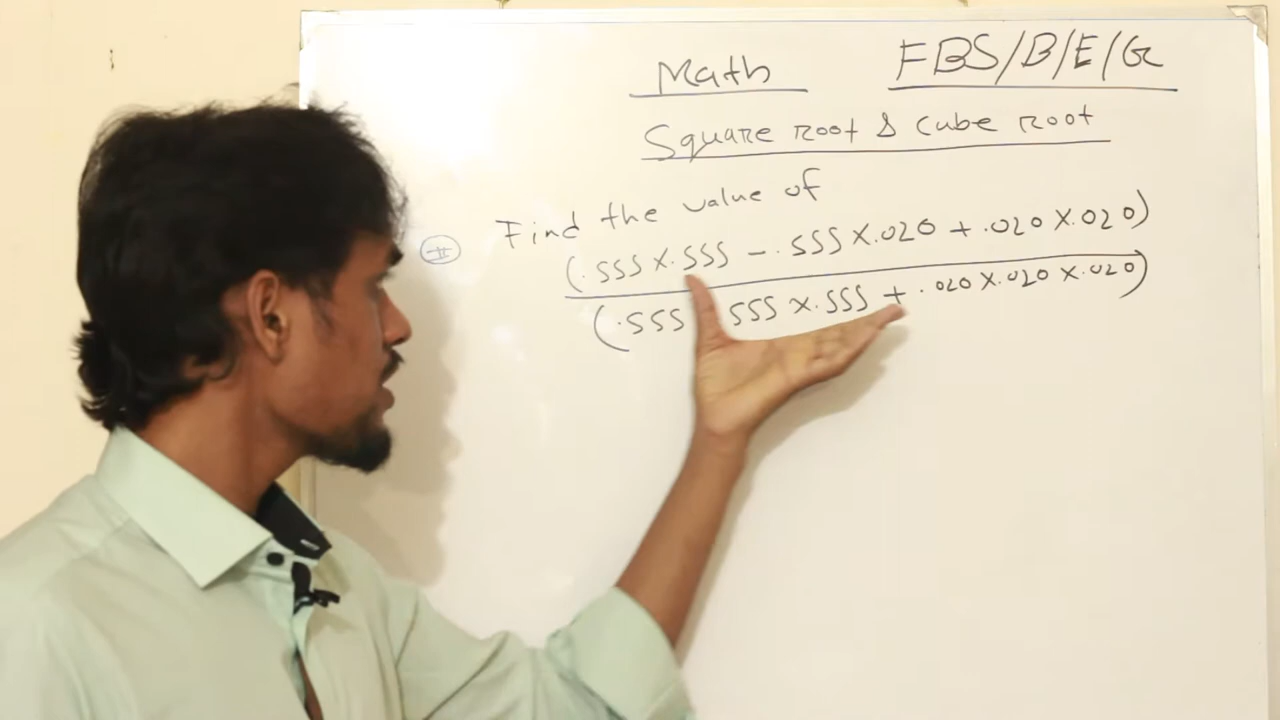 Math
FBS/B/E/G
Square root & cube root
Find the value of
(.555 X.555 - .555 X.020 + .020 X.020)
(.555 555 X.555 + .020 X.020 X.020)